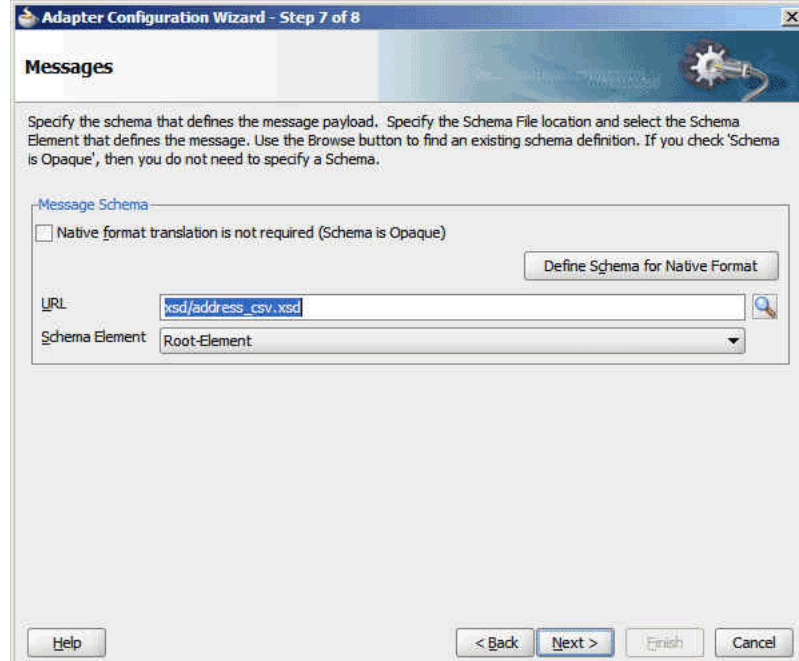 Adapter Configuration Wizard - Step 7 of 8
Messages
Specify the schema that defines the message payload. Specify the Schema File location and select the Schema
Element that defines the message. Use the Browse button to find an existing schema definition. If you check 'Schema
is Opaque', then you do not need to specify a Schema.
Message Schema
Native format translation is not required (Schema is Opaque)
Define Schema for Native Format
URL xsd/address_csv.xsd
Schema Element Root-Element
Help < Back Next > Finish Cancel